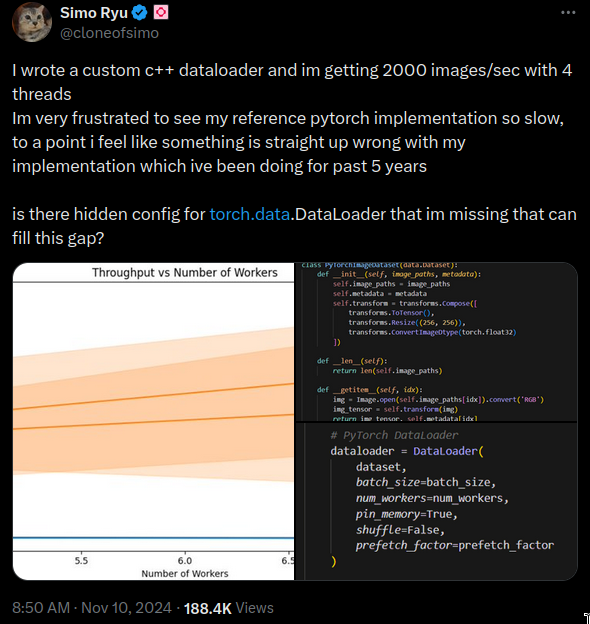 Simo Ryu
@cloneofsimo
I wrote a custom c++ dataloader and im getting 2000 images/sec with 4
threads
Im very frustrated to see my reference pytorch implementation so slow,
to a point i feel like something is straight up wrong with my
implementation which ive been doing for past 5 years
is there hidden config for torch.data.DataLoader that im missing that can
fill this gap?
Throughput vs Number of Workers
5.5
6.0
6.5
Number of Workers
class PyTorchImageDataset(data.Dataset):
def __init__(self, image_paths, metadata):
self.image_paths = image_paths
self.metadata = metadata
self.transform = transforms.Compose([
transforms.ToTensor(),
transforms.Resize((256, 256)),
transforms.ConvertImageDtype(torch.float32)
])
def __len__(self):
return len(self.image_paths)
def __getitem__(self, idx):
img = Image.open(self.image_paths[idx]).convert('RGB')
img_tensor = self.transform(img)
return img_tensor, self.metadata[idx]
# PyTorch DataLoader
dataloader = DataLoader(
dataset,
batch_size=batch_size,
num_workers=num_workers,
pin_memory=True,
shuffle=False,
prefetch_factor=prefetch_factor
)
8:50 AM · Nov 10, 2024 · 188.4K Views